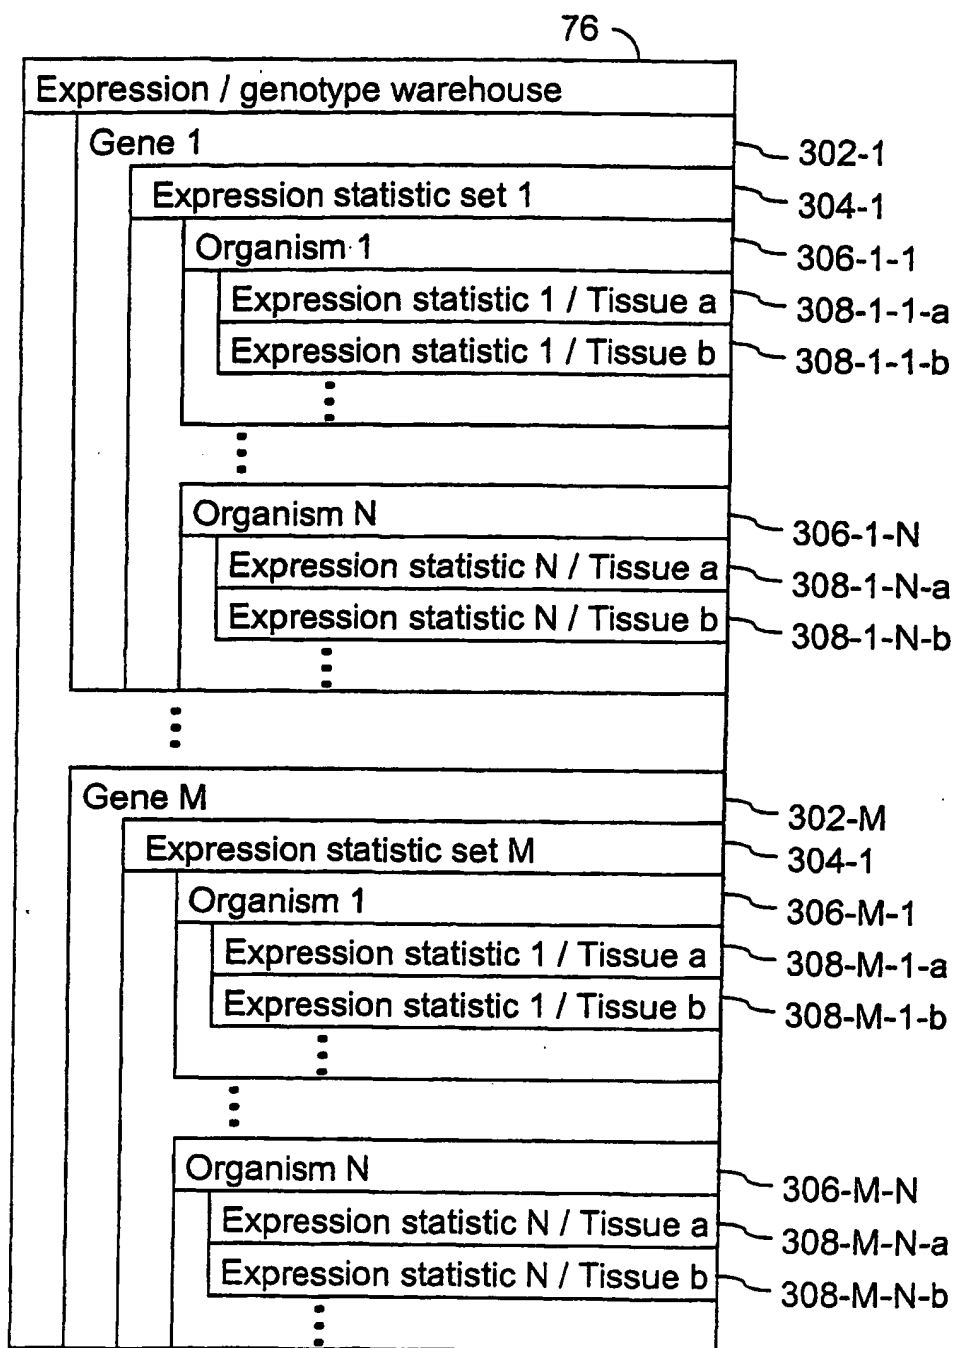 76
Expression / genotype warehouse
Gene 1
302-1
Expression statistic set 1
304-1
Organism 1
306-1-1
Expression statistic 1 / Tissue a
308-1-1-a
Expression statistic 1 / Tissue b
308-1-1-b
Organism N
306-1-N
Expression statistic N / Tissue a
308-1-N-a
Expression statistic N / Tissue b
308-1-N-b
Gene M
302-M
Expression statistic set M
304-1
Organism 1
306-M-1
Expression statistic 1 / Tissue a
308-M-1-a
Expression statistic 1 / Tissue b
308-M-1-b
Organism N
306-M-N
Expression statistic N / Tissue a
308-M-N-a
Expression statistic N / Tissue b
308-M-N-b